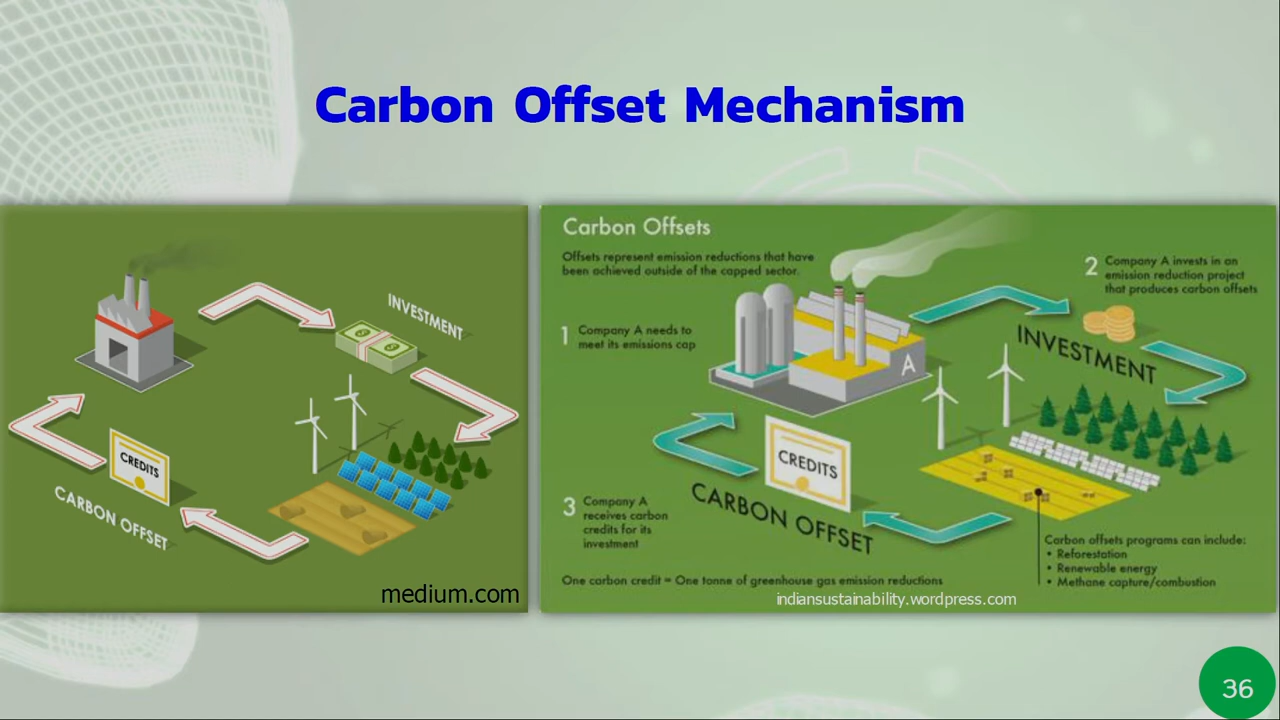 Carbon Offset Mechanism
INVESTMENT
CREDITS
CARBON OFFSET
medium.com
Carbon Offsets
Offsets represent emission reductions that have
been achieved outside of the capped sector.
1 Company A needs to
meet its emissions cap
A
2 Company A invests in an
emission reduction project
that produces carbon offsets
INVESTMENT
CREDITS
CARBON OFFSET
3 Company A
receives carbon
credits for its
investment
Carbon offsets programs can include:
• Reforestation
• Renewable energy
• Methane capture/combustion
One carbon credit = One tonne of greenhouse gas emission reductions
indiansustainability.wordpress.com
36